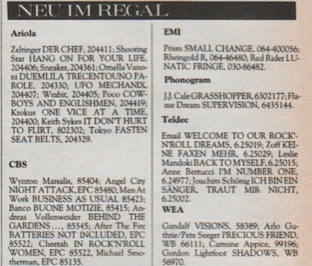 NEU IM REGAL
Ariola
Zeltinger DER CHEF, 204411; Shooting
Star HANG ON FOR YOUR LIFE,
204406; Sneaker, 204361; Ornella Vano-
ni DUEMILA TRECENTOUNO PA-
ROLE, 204330; UFO MECHANIX,
204407; Wrabit, 204405; Poco COW-
BOYS AND ENGLISHMEN, 204419;
Krokus ONE VICE AT A TIME,
204400; Keith Sykes IT DON'T HURT
TO FLIRT, 802302; Tokyo FASTEN
SEAT BELTS, 204329.
CBS
Wynton Marsalis, 85404; Angel City
NIGHT ATTACK, EPC 85480; Men At
Work BUSINESS AS USUAL 85423;
Banco BUONE MOTIZIE, 85415; An-
dreas Vollenweider BEHIND THE
GARDENS..., 85545; After The Fire
BATTERIES NOT INCLUDED, EPC
85522; Cheetah IN ROCK'N'ROLL
WOMEN, EPC 85522, Michael Smo-
therman, EPC 85135.
EMI
Prism SMALL CHANGE, 064-400056;
Rheingold R, 064-46480; Red Rider LU-
NATIC FRINGE, 030-86482.
Phonogram
J.J. Cale GRASSHOPPER, 6302177; Fla-
me Dream SUPERVISION, 6435144.
Teldec
Email WELCOME TO OUR ROCK'-
N'ROLL DREAMS, 6.25019; Zoff KEI-
NE FAXEN MEHR, 6.25029; Leslie
Mandoki BACK TO MYSELF, 6.25015;
Anne Bertucci I'M NUMBER ONE,
6.24977; Joachim Schönig ICH BIN EIN
SÄNGER, TRAUT MIR NICHT,
6.25002.
WEA
Gundalf VISIONS, 58389; Arlo Gu-
thrie/Pete Seeger PRECIOUS FRIEND,
WB 66111; Carmine Appice, 99196;
Gordon Lightfoot SHADOWS, WB
56970.